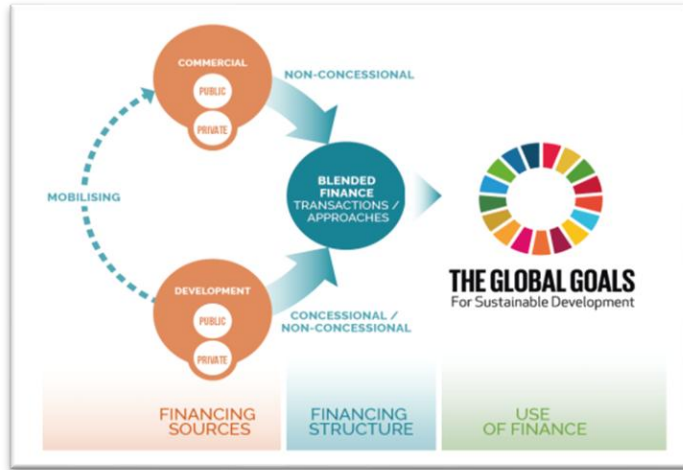 COMMERCIAL
PUBLIC
PRIVATE
NON-CONCESSIONAL
MOBILISING
BLENDED
FINANCE
TRANSACTIONS /
APPROACHES
DEVELOPMENT
PUBLIC
PRIVATE
CONCESSIONAL /
NON-CONCESSIONAL
THE GLOBAL GOALS
For Sustainable Development
FINANCING
SOURCES
FINANCING
STRUCTURE
USE
OF FINANCE